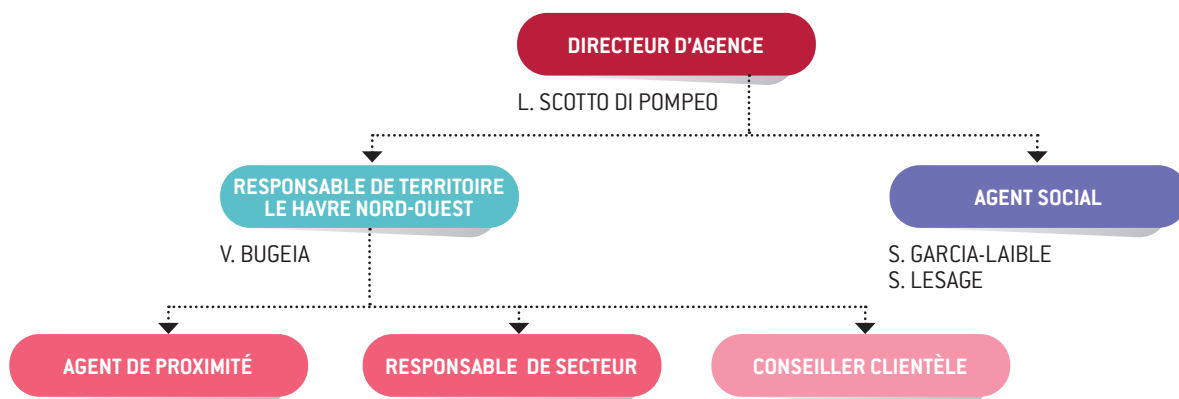 DIRECTEUR D'AGENCE
L. SCOTTO DI POMPEO
RESPONSABLE DE TERRITOIRE
LE HAVRE NORD-OUEST
V. BUGEIA
AGENT SOCIAL
S. GARCIA-LAIBLE
S. LESAGE
AGENT DE PROXIMITÉ
RESPONSABLE DE SECTEUR
CONSEILLER CLIENTÈLE